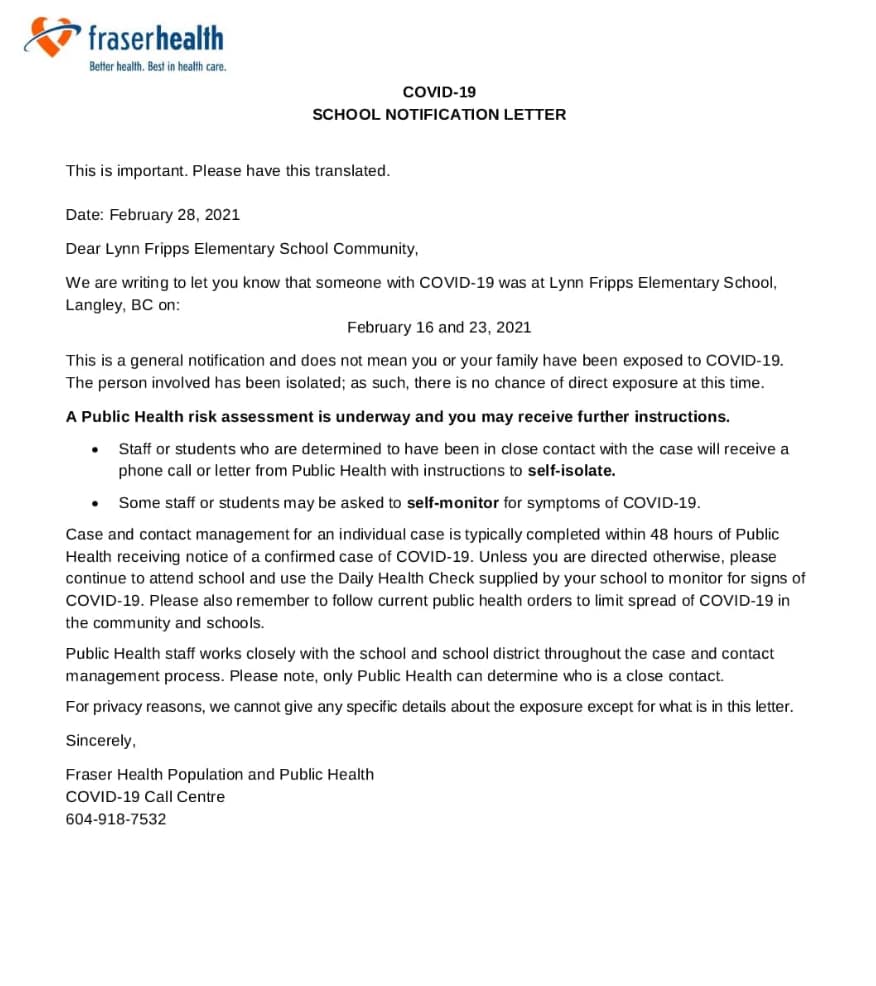 fraserhealth
Better health. Best in health care.
COVID-19
SCHOOL NOTIFICATION LETTER
This is important. Please have this translated.
Date: February 28, 2021
Dear Lynn Fripps Elementary School Community,
We are writing to let you know that someone with COVID-19 was at Lynn Fripps Elementary School,
Langley, BC on:
February 16 and 23, 2021
This is a general notification and does not mean you or your family have been exposed to COVID-19.
The person involved has been isolated; as such, there is no chance of direct exposure at this time.
A Public Health risk assessment is underway and you may receive further instructions.
• Staff or students who are determined to have been in close contact with the case will receive a
phone call or letter from Public Health with instructions to self-isolate.
• Some staff or students may be asked to self-monitor for symptoms of COVID-19.
Case and contact management for an individual case is typically completed within 48 hours of Public
Health receiving notice of a confirmed case of COVID-19. Unless you are directed otherwise, please
continue to attend school and use the Daily Health Check supplied by your school to monitor for signs of
COVID-19. Please also remember to follow current public health orders to limit spread of COVID-19 in
the community and schools.
Public Health staff works closely with the school and school district throughout the case and contact
management process. Please note, only Public Health can determine who is a close contact.
For privacy reasons, we cannot give any specific details about the exposure except for what is in this letter.
Sincerely,
Fraser Health Population and Public Health
COVID-19 Call Centre
604-918-7532